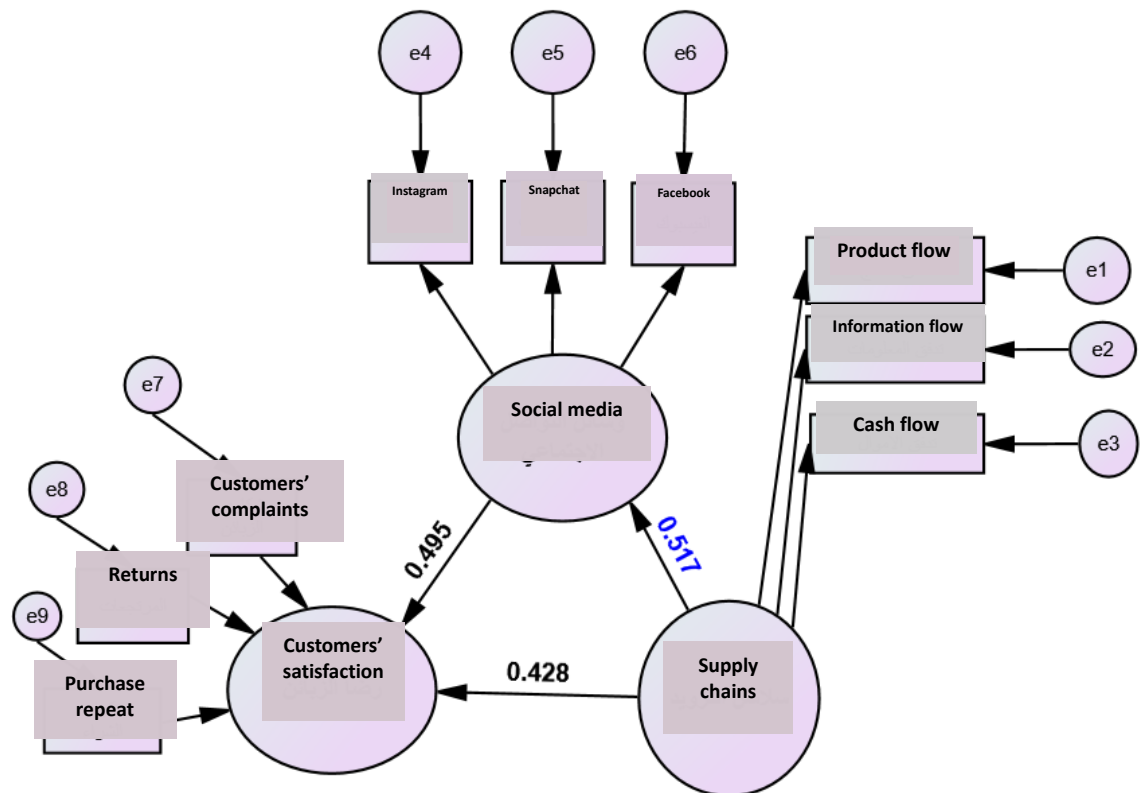 e4
e5
e6
Instagram
Snapchat
Facebook
Product flow
e1
Information flow
e2
Cash flow
e3
Social media
e7
Customers’
complaints
e8
Returns
e9
Purchase
repeat
0.495
0.517
0.428
Customers’
satisfaction
Supply
chains